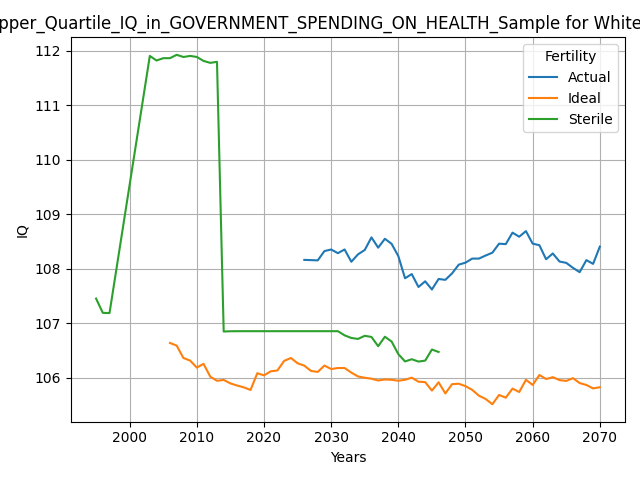 pper_Quartile_IQ_in_GOVERNMENT_SPENDING_ON_HEALTH_Sample for White
112
111
110
109
108
107
106
IQ
Fertility
Actual
Ideal
Sterile
2000 2010 2020 2030 2040 2050 2060 2070
Years